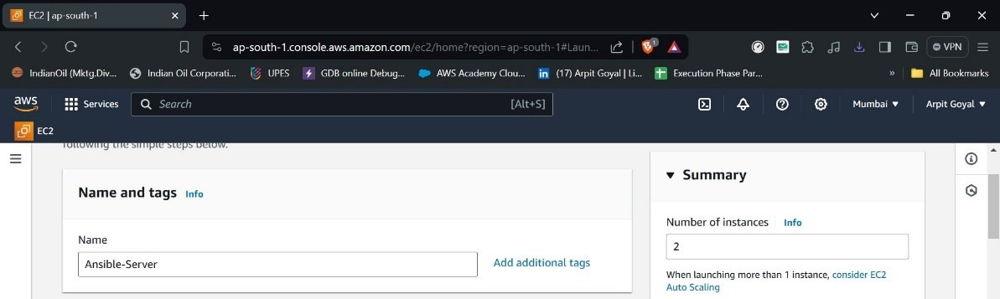 EC2 | ap-south-1
ap-south-1.console.aws.amazon.com/ec2/home?region=ap-south-1#Laun...
1
VPN
IndianOil (Mktg.Div... Indian Oil Corporati... UPES GDB online Debug... AWS Academy Clou... in (17) Arpit Goyal | Li... Execution Phase Par... » All Bookmarks
aws Services Search [Alt+S] Mumbai ▼ Arpit Goyal ▼
EC2
following the simple steps below.
Name and tags Info
Name
Ansible-Server
Add additional tags
▼ Summary
Number of instances Info
2
When launching more than 1 instance, consider EC2
Auto Scaling